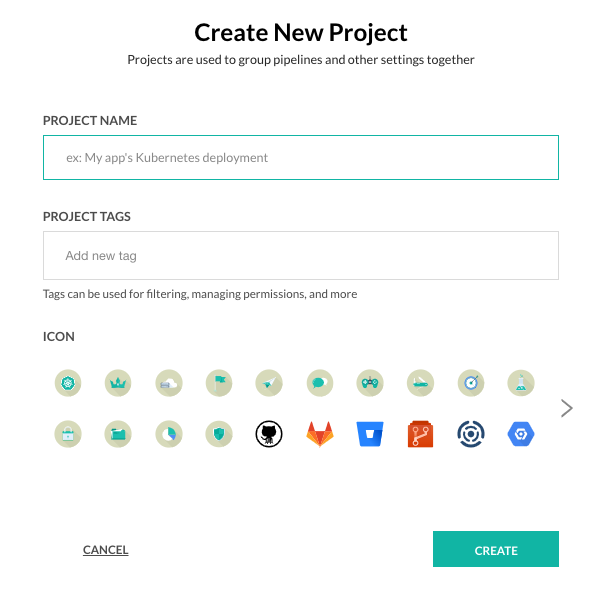 Create New Project
Projects are used to group pipelines and other settings together
PROJECT NAME
ex: My app's Kubernetes deployment
PROJECT TAGS
Add new tag
Tags can be used for filtering, managing permissions, and more
ICON
CANCEL
CREATE